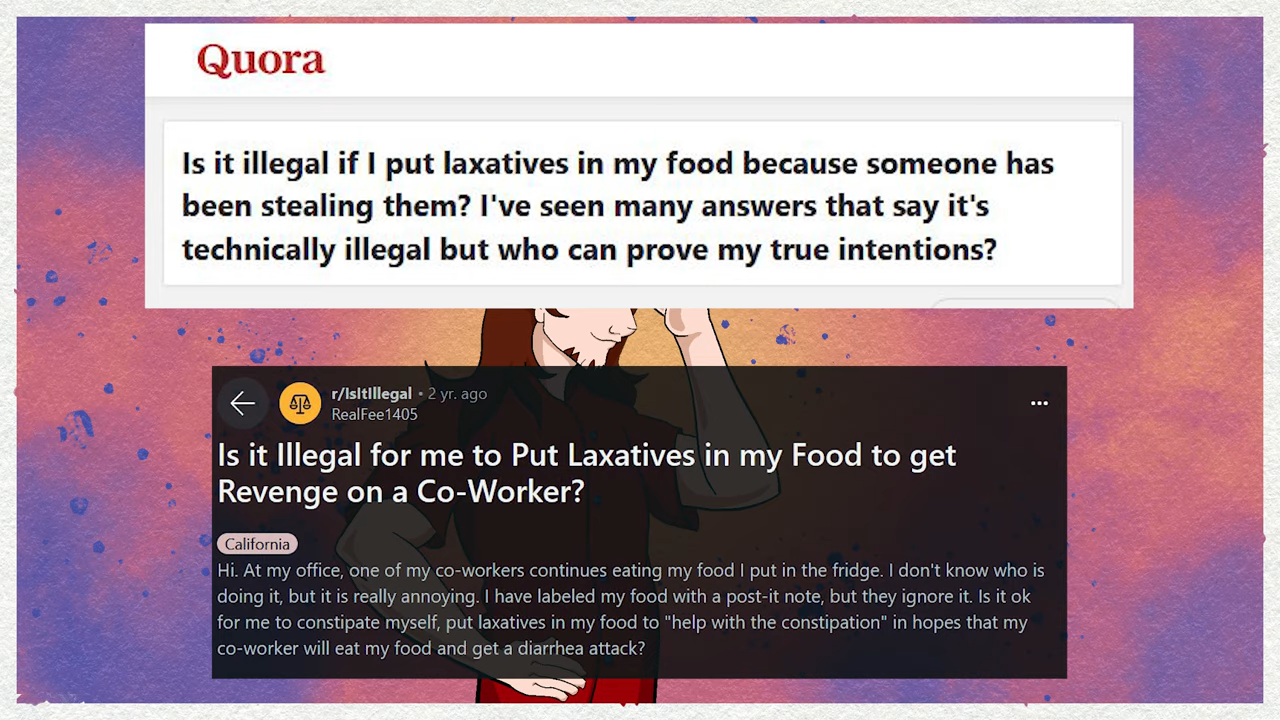 Quora
Is it illegal if I put laxatives in my food because someone has
been stealing them? I've seen many answers that say it's
technically illegal but who can prove my true intentions?
r/IsItIllegal • 2 yr. ago
RealFee1405
Is it Illegal for me to Put Laxatives in my Food to get
Revenge on a Co-Worker?
California
Hi. At my office, one of my co-workers continues eating my food I put in the fridge. I don't know who is
doing it, but it is really annoying. I have labeled my food with a post-it note, but they ignore it. Is it ok
for me to constipate myself, put laxatives in my food to "help with the constipation" in hopes that my
co-worker will eat my food and get a diarrhea attack?